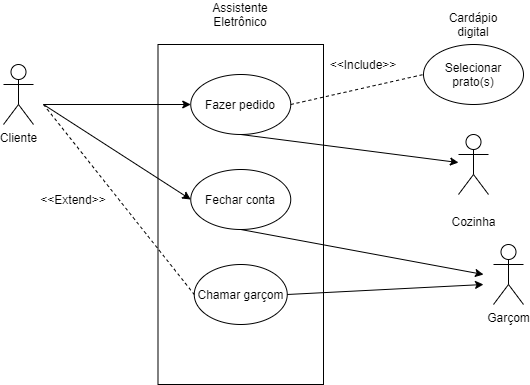 Assistente
Eletrônico
Cardápio
digital
<<Include>>
Selecionar
prato(s)
Fazer pedido
Cliente
<<Extend>>
Fechar conta
Cozinha
Chamar garçom
Garçom